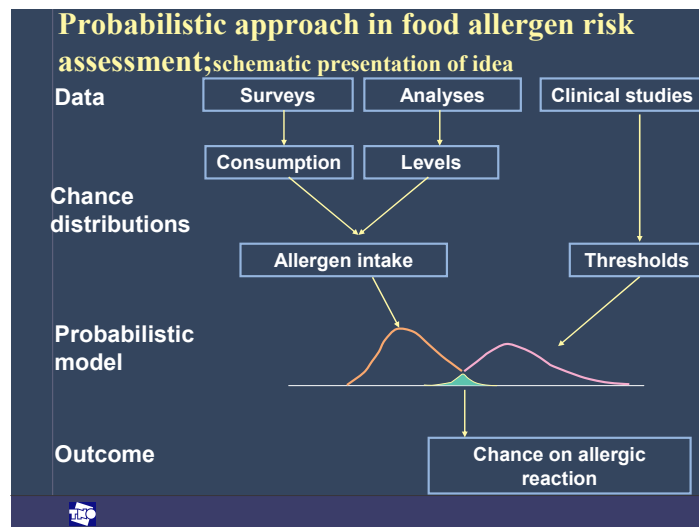 Probabilistic approach in food allergen risk
assessment;schematic presentation of idea
Data
Surveys
Analyses
Clinical studies
Consumption
Levels
Chance
distributions
Allergen intake
Thresholds
Probabilistic
model
Outcome
Chance on allergic
reaction
TNO